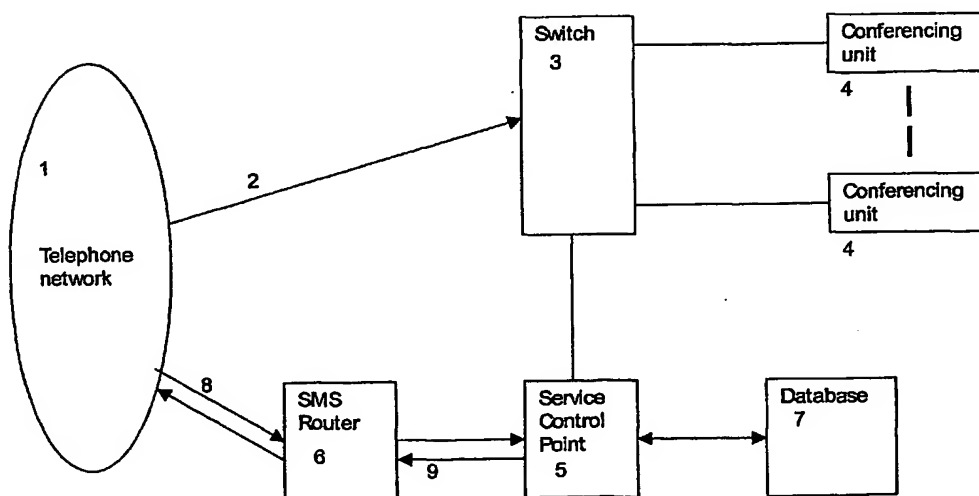 Switch
3
Conferencing
unit
4
1
2
Conferencing
unit
4
Telephone
network
8
SMS
Router
6
9
Service
Control
Point
5
Database
7